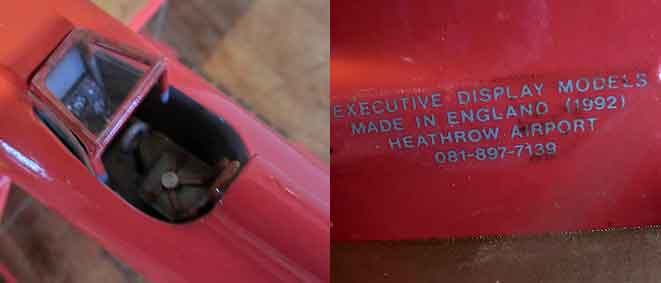 EXECUTIVE DISPLAY MODELS
MADE IN ENGLAND (1992)
HEATHROW AIRPORT
081-897-7139